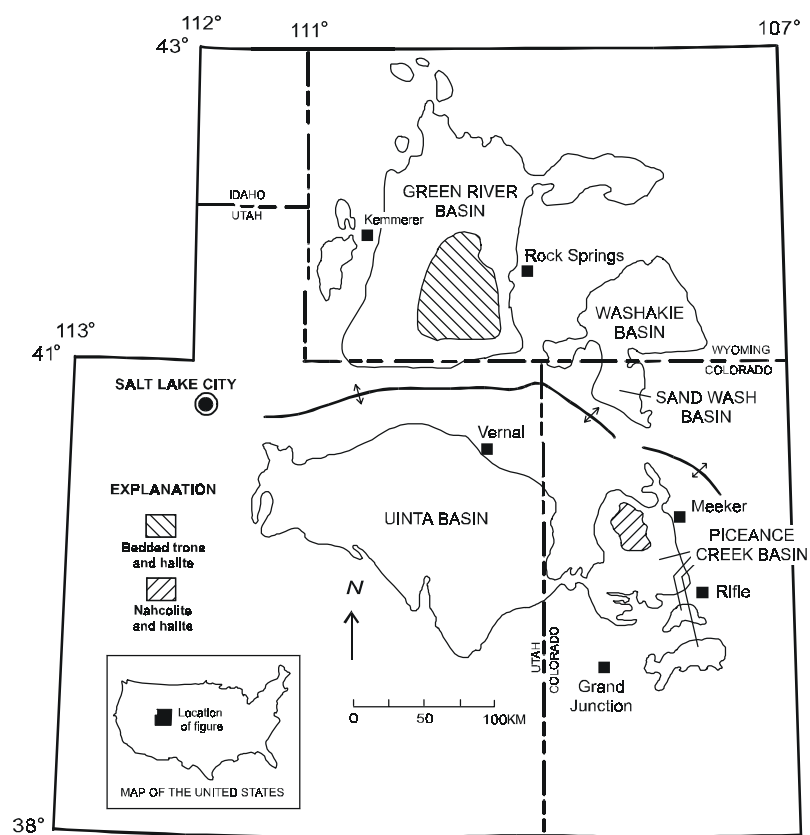 112°
111°
107°
43°
IDAHO
UTAH
GREEN RIVER
BASIN
Kemmerer
Rock Springs
WASHAKIE
BASIN
113°
41°
WYOMING
COLORADO
SALT LAKE CITY
SAND WASH
BASIN
Vernal
EXPLANATION
Bedded trona
and halite
Nahcolite
and halite
UINTA BASIN
Meeker
PICEANCE
CREEK BASIN
Rifle
N
UTAH
COLORADO
Grand
Junction
0 50 100KM
Location
of figure
MAP OF THE UNITED STATES
38°